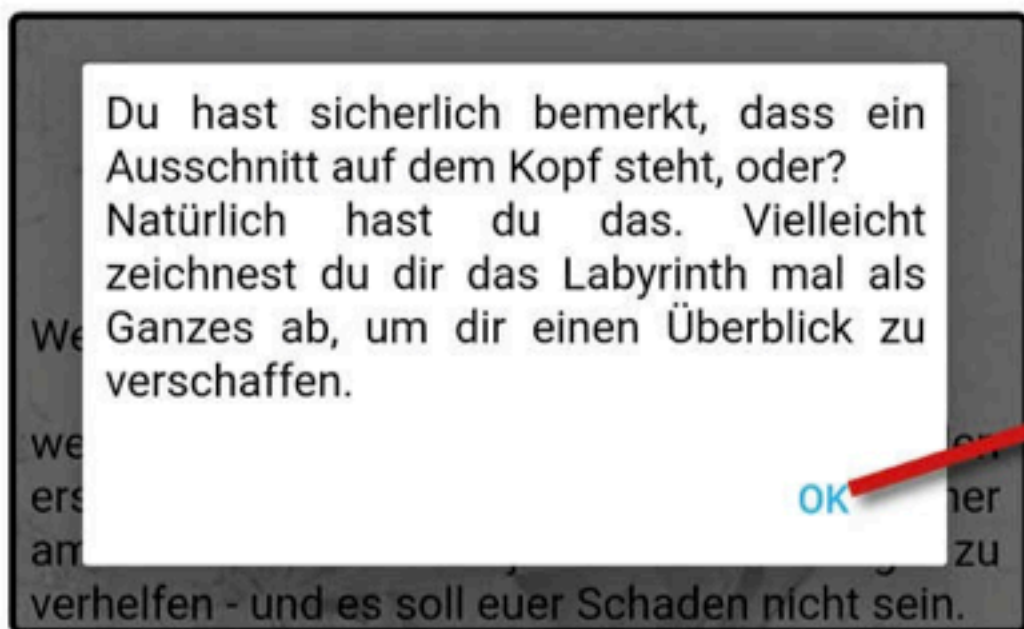 Du hast sicherlich bemerkt, dass ein
Ausschnitt auf dem Kopf steht, oder?
Natürlich hast du das. Vielleicht
zeichnest du dir das Labyrinth mal als
Ganzes ab, um dir einen Überblick zu
verschaffen.
OK
zu
verhelfen - und es soll euer Schaden nicht sein.